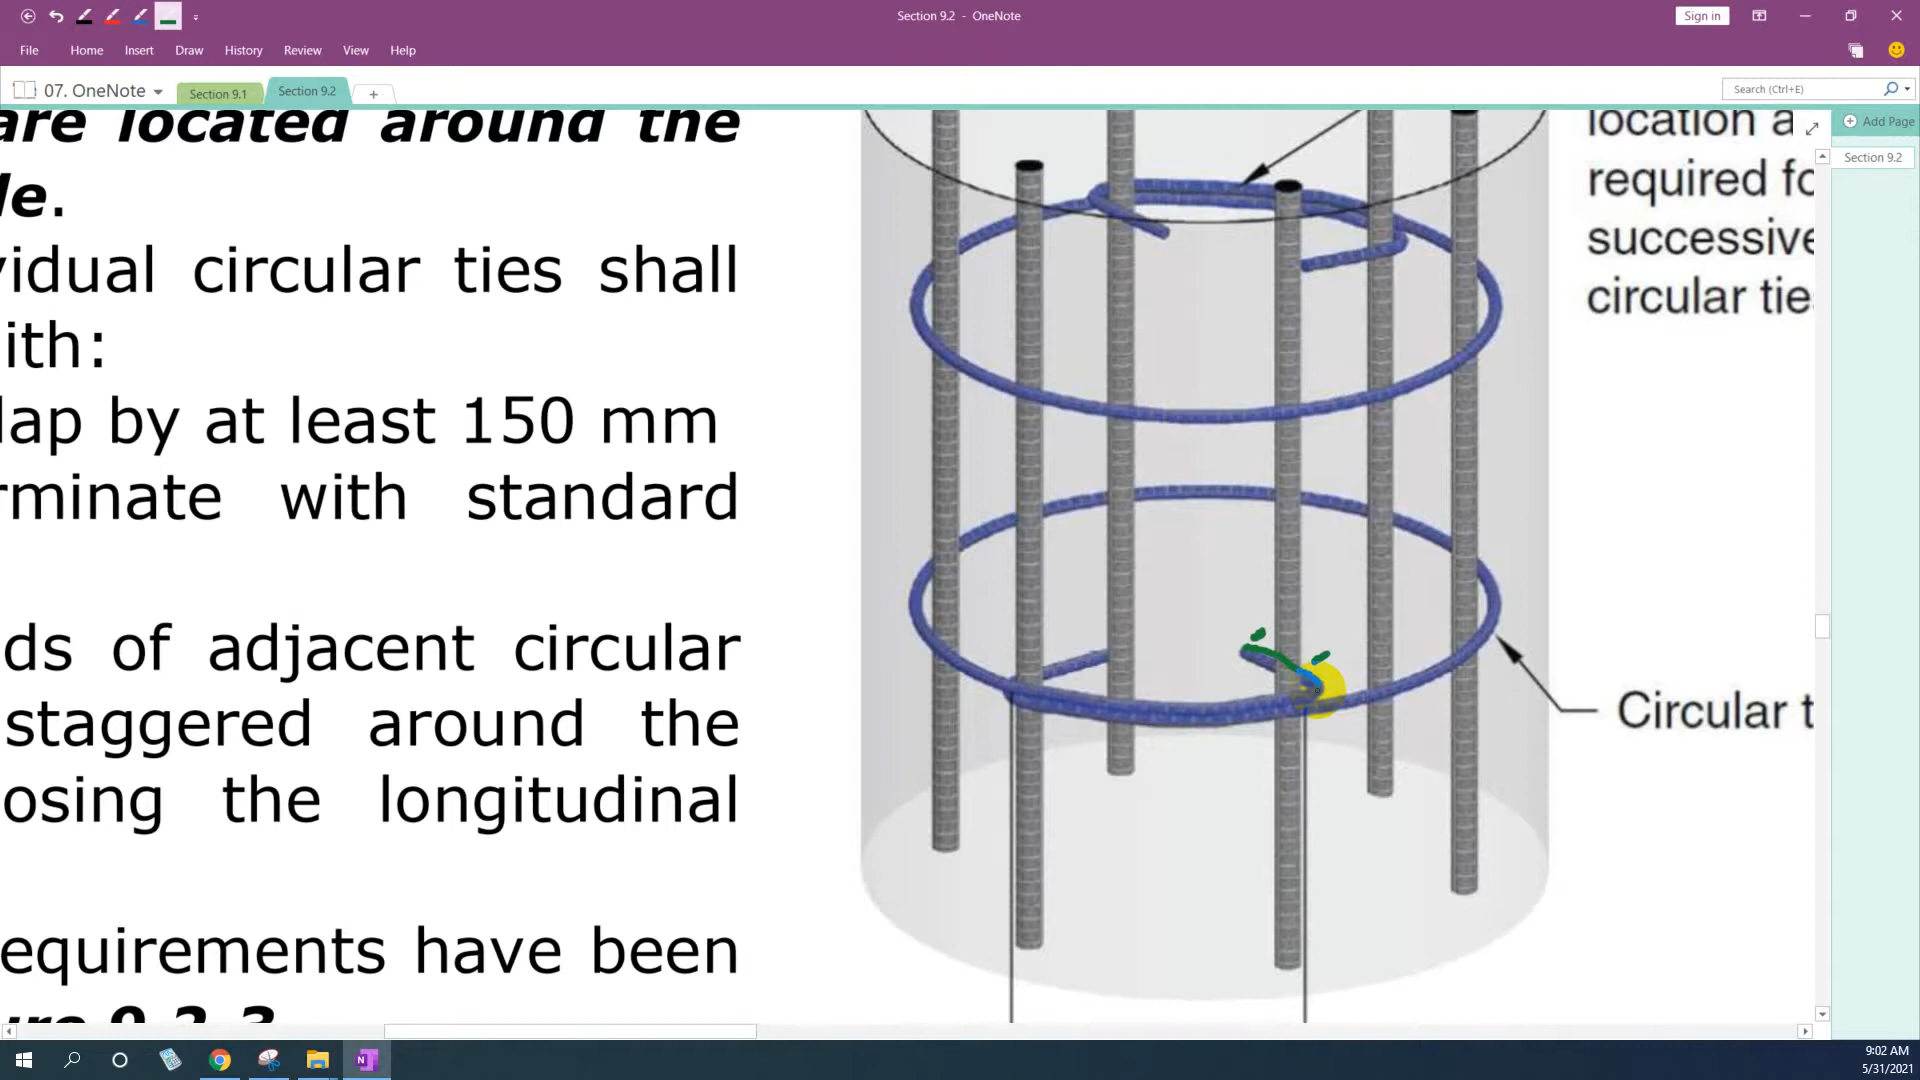 Section 9.2 - OneNote
Sign in
File Home Insert Draw History Review View Help
07. OneNote
Section 9.1
Section 9.2
Search (Ctrl+E)
Add Page
Section 9.2
are located around the
vidual circular ties shall
ith:
lap by at least 150 mm
rminate with standard
ds of adjacent circular
staggered around the
osing the longitudinal
equirements have been
9.2.3
location a
required fo
successive
circular tie
Circular t
9:02 AM
5/31/2021